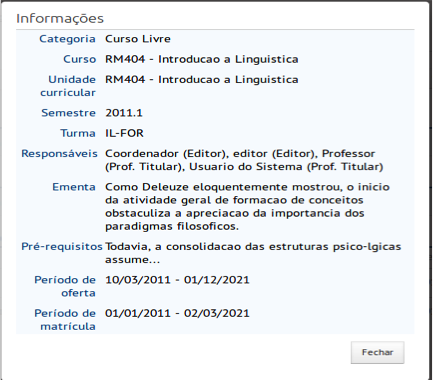 Informações
Categoria Curso Livre
Curso RM404 - Introducao a Linguistica
Unidade RM404 - Introducao a Linguistica
curricular
Semestre 2011.1
Turma IL-FOR
Responsáveis Coordenador (Editor), editor (Editor), Professor
(Prof. Titular), Usuario do Sistema (Prof. Titular)
Ementa Como Deleuze eloquentemente mostrou, o inicio
da atividade geral de formacao de conceitos
obstaculiza a apreciacao da importancia dos
paradigmas filosoficos.
Pré-requisitos Todavia, a consolidacao das estruturas psico-lgicas
assume...
Período de 10/03/2011 - 01/12/2021
oferta
Período de 01/01/2011 - 02/03/2021
matrícula
Fechar